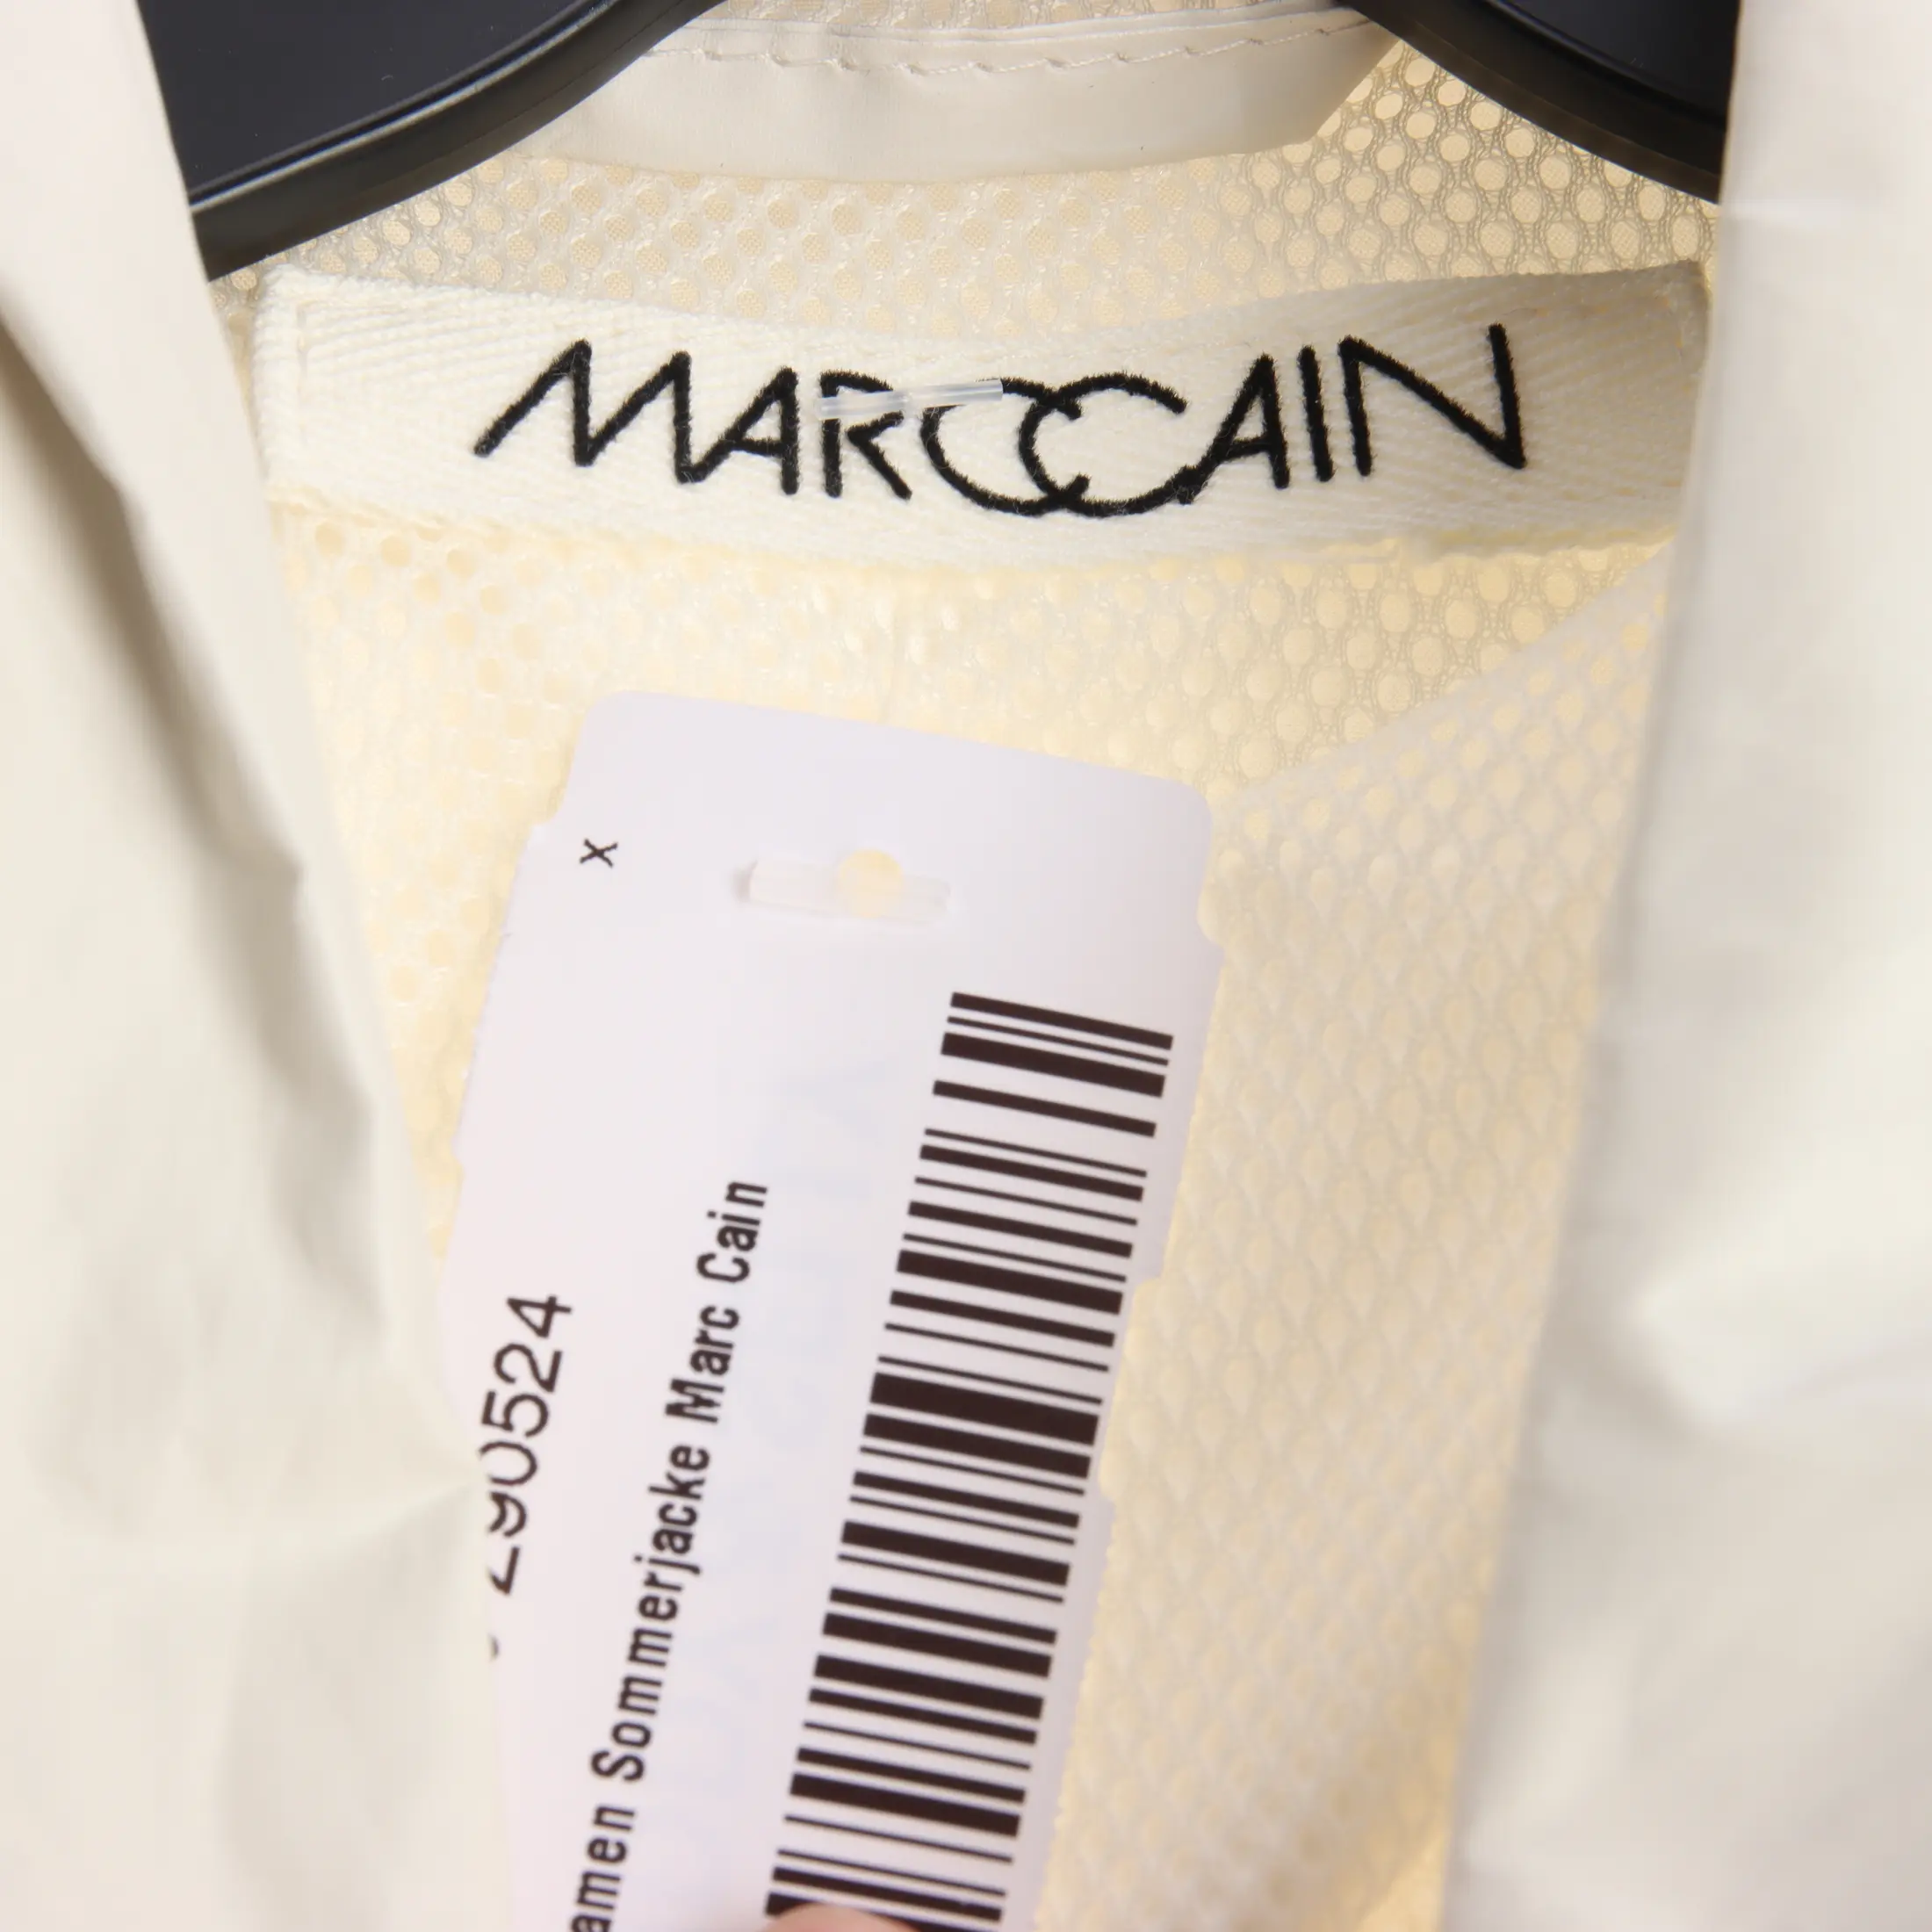 MARCCAIN
x
290524
amen Sommerjacke Marc Cain